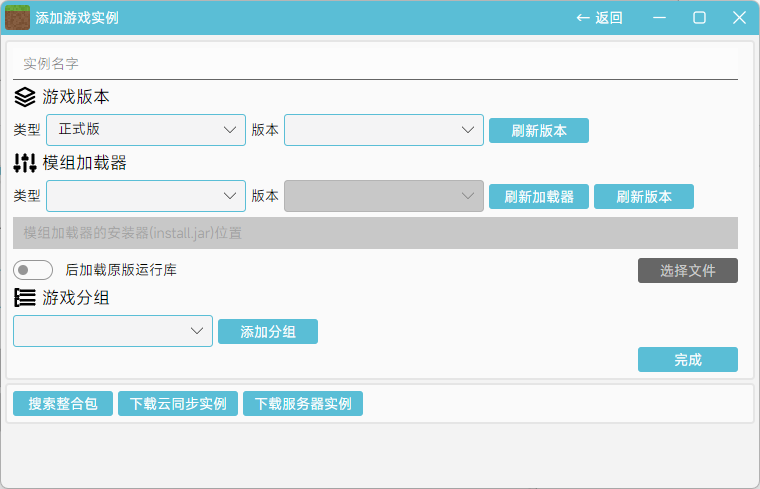 添加游戏实例 ← 返回
实例名字
游戏版本
类型 正式版 版本 刷新版本
模组加载器
类型 版本 刷新加载器 刷新版本
模组加载器的安装器(install.jar)位置
后加载原版运行库 选择文件
游戏分组
添加分组
完成
搜索整合包 下载云同步实例 下载服务器实例